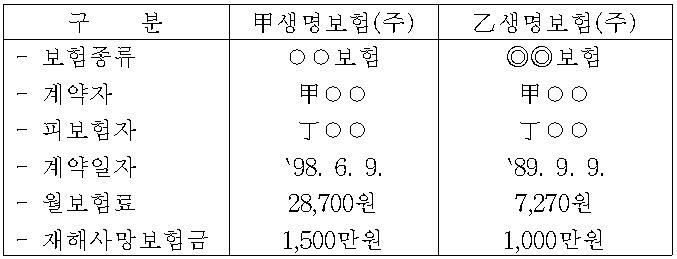 구 분 甲생명보험(주) 乙생명보험(주)
- 보험종류 ○○보험 ◎◎보험
- 계약자 甲○○ 甲○○
- 피보험자 丁○○ 丁○○
- 계약일자 `98. 6. 9. `89. 9. 9.
- 월보험료 28,700원 7,270원
- 재해사망보험금 1,500만원 1,000만원